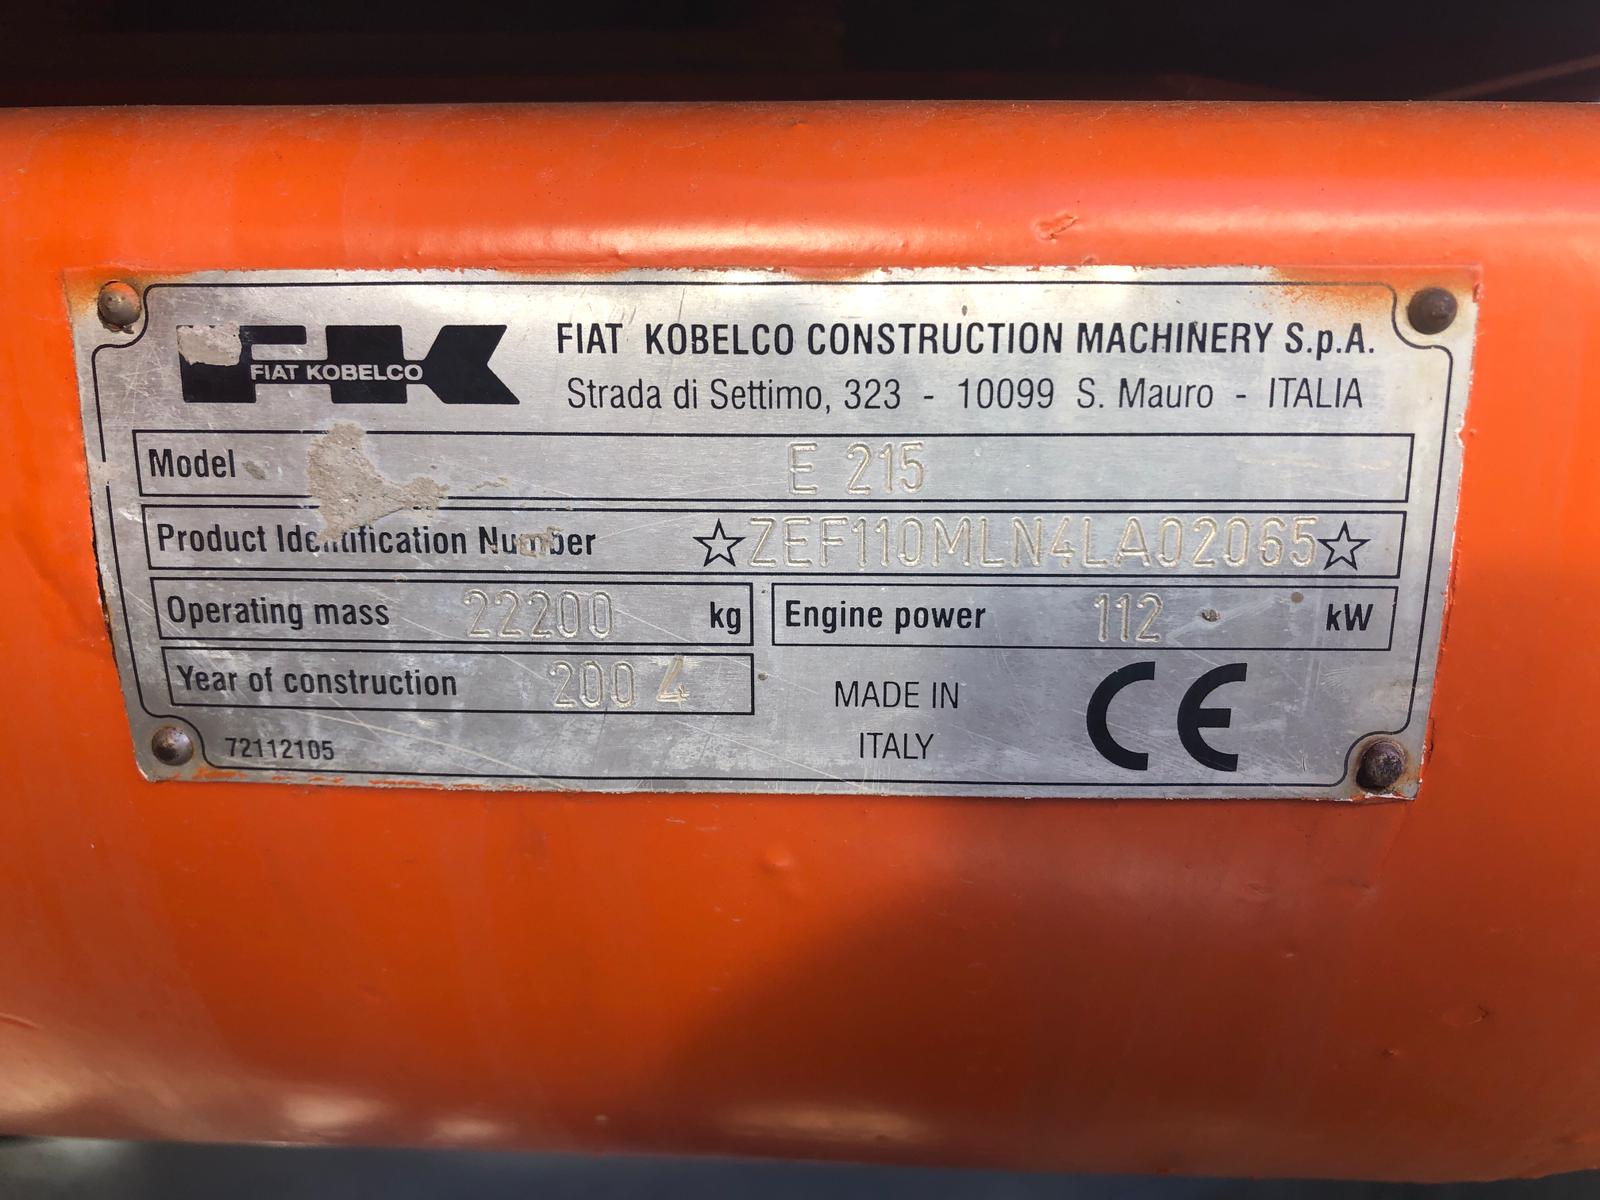 FK
FIAT KOBELCO
FIAT KOBELCO CONSTRUCTION MACHINERY S.p.A.
Strada di Settimo, 323 - 10099 S. Mauro - ITALIA
Model E 215
Product Identification Number ☆ZEF110MLN4LA02065☆
Operating mass 22200 kg Engine power 112 kW
Year of construction 2004
MADE IN
ITALY
CE
72112105